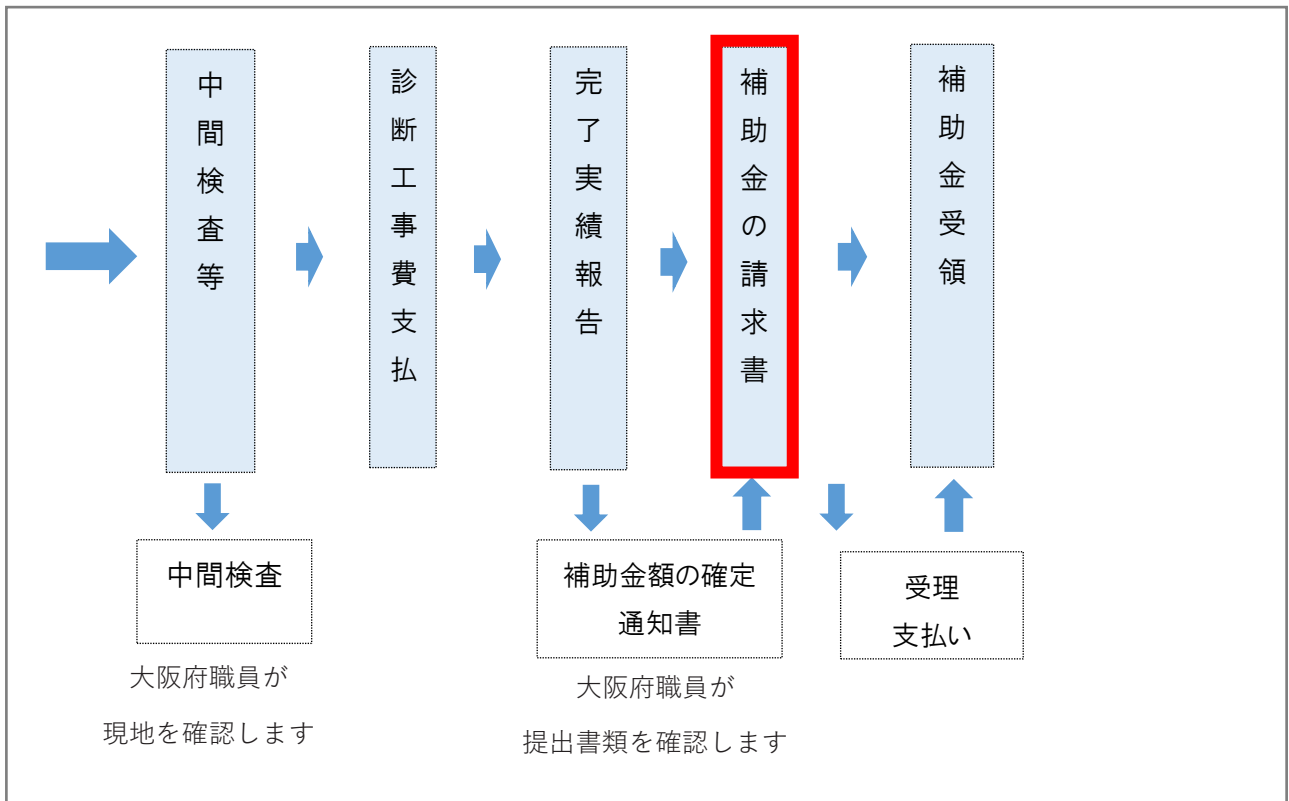 中間検査等
診断工事費支払
完了実績報告
補助金の請求書
補助金受領
中間検査
大阪府職員が
現地を確認します
補助金額の確定
通知書
大阪府職員が
提出書類を確認します
受理
支払い